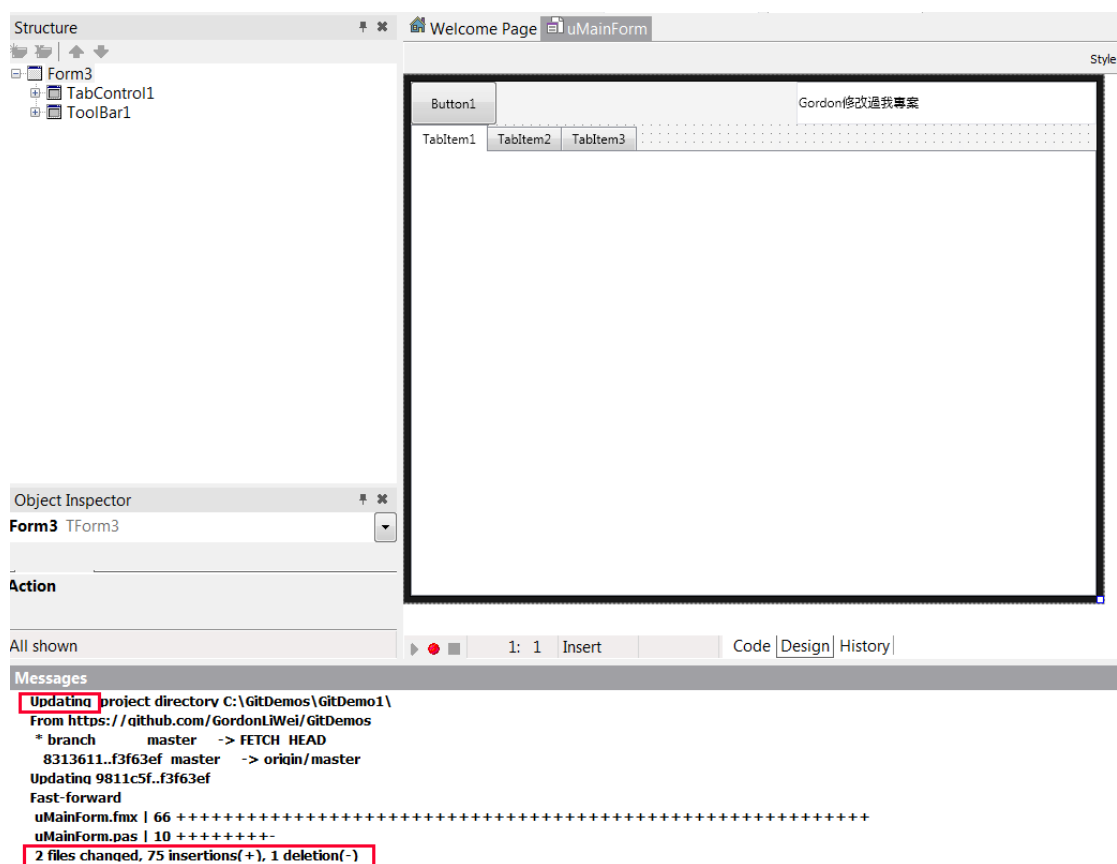 Structure
Form3
TabControl1
ToolBar1
Object Inspector
Form3 TForm3
Action
All shown
Welcome Page uMainForm
Style
Button1
Gordon修改過我專案
TabItem1 TabItem2 TabItem3
1: 1 Insert Code Design History
Messages
Updating project directory C:\GitDemos\GitDemo1\
From https://github.com/GordonLiWei/GitDemos
* branch master -> FETCH_HEAD
8313611..f3f63ef master -> origin/master
Updating 9811c5f..f3f63ef
Fast-forward
uMainForm.fmx | 66 ++++++++++++++++++++++++++++++++++++++++++++++++++++++++++++++++++
uMainForm.pas | 10 ++++++++-
2 files changed, 75 insertions(+), 1 deletion(-)